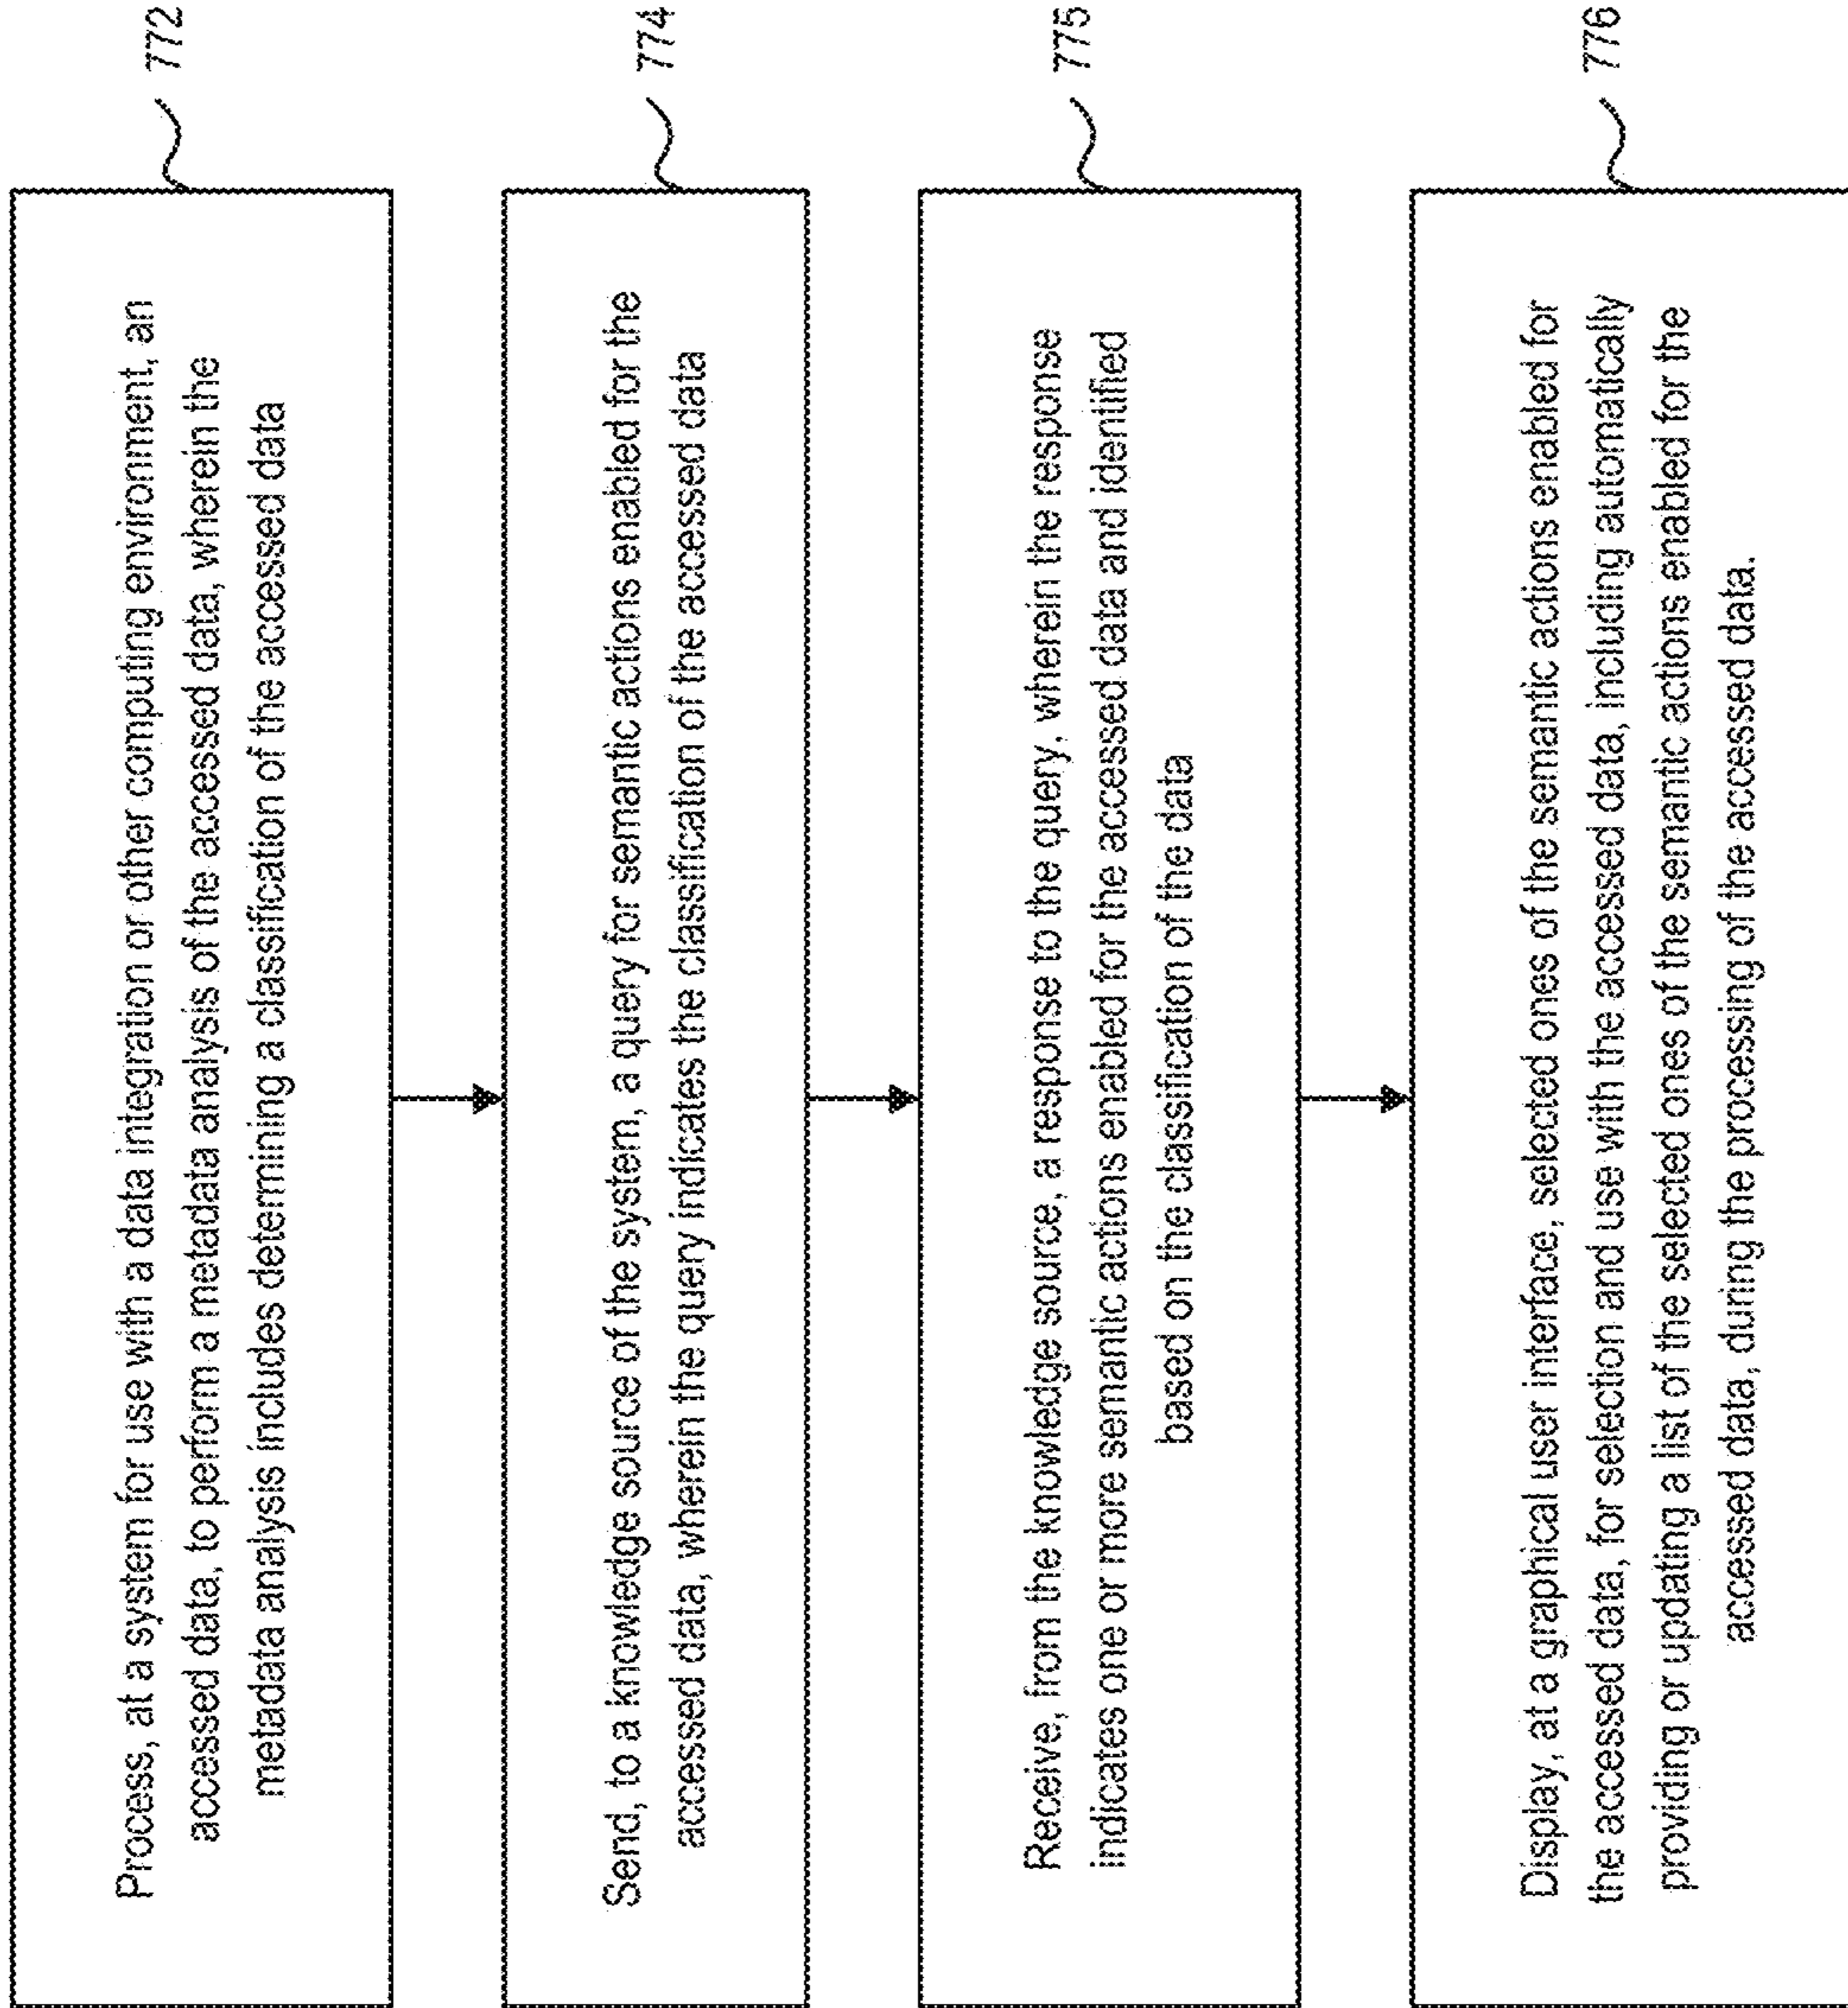 Process, at a system for use with a data integration or other computing environment, an
accessed data, to perform a metadata analysis of the accessed data, wherein the
metadata analysis includes determining a classification of the accessed data
772
Send, to a knowledge source of the system, a query for semantic actions enabled for the
accessed data, wherein the query indicates the classification of the accessed data
774
Receive, from the knowledge source, a response to the query, wherein the response
indicates one or more semantic actions enabled for the accessed data and identified
based on the classification of the data
775
Display, at a graphical user interface, selected ones of the semantic actions enabled for
the accessed data, for selection and use with the accessed data, including automatically
providing or updating a list of the selected ones of the semantic actions enabled for the
accessed data, during the processing of the accessed data.
776